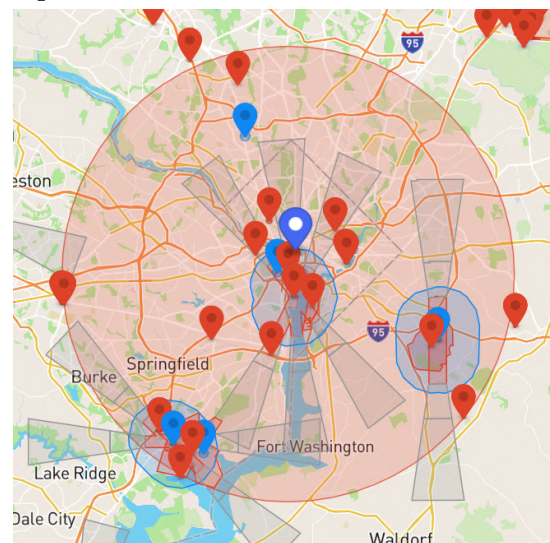 95
eston
Springfield
95
Burke
Fort Washington
Lake Ridge
Dale City
Waldorf